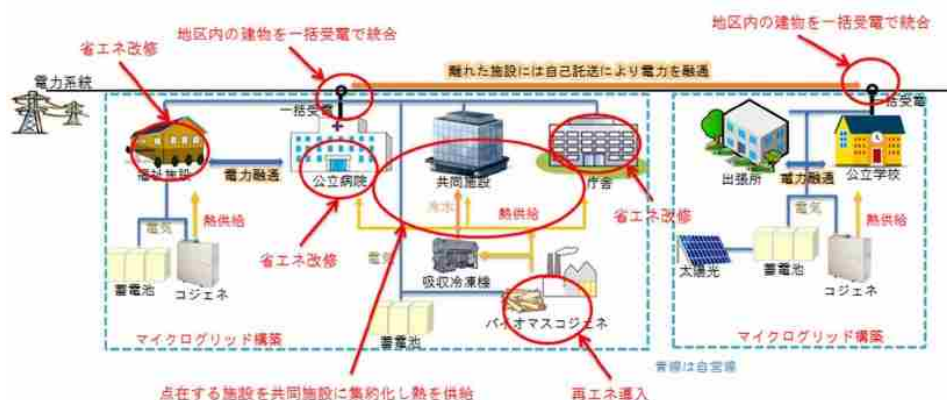 地区内の建物を一括受電で統合
地区内の建物を一括受電で統合
省エネ改修
離れた施設には自己託送により電力を融通
電力系統
一括受電
一括受電
福祉施設
電力融通
公立病院
共同施設
庁舎
出張所
電力融通
公立学校
冷水
熱供給
省エネ改修
電気
熱供給
省エネ改修
電気
電気
熱供給
吸収冷凍機
太陽光
蓄電池
コジェネ
蓄電池
コジェネ
バイオマスコジェネ
マイクログリッド構築
蓄電池
マイクログリッド構築
青線は自営線
点在する施設を共同施設に集約化し熱を供給
再エネ導入